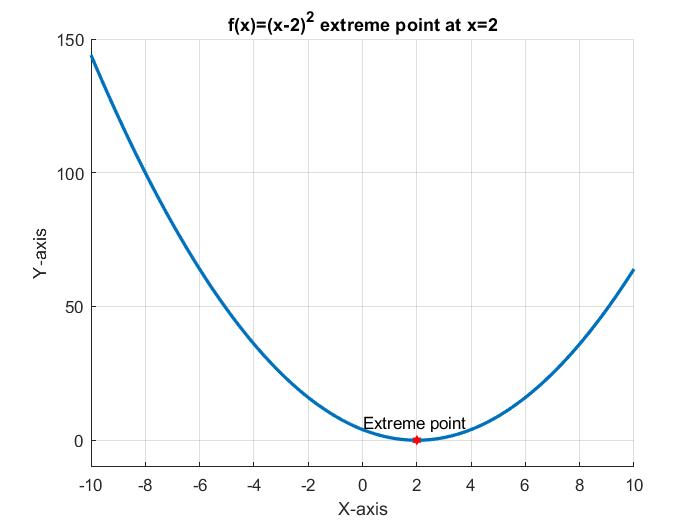 f(x)=(x-2)² extreme point at x=2
150
100
50
0
Y-axis
Extreme point
-10 -8 -6 -4 -2 0 2 4 6 8 10
X-axis